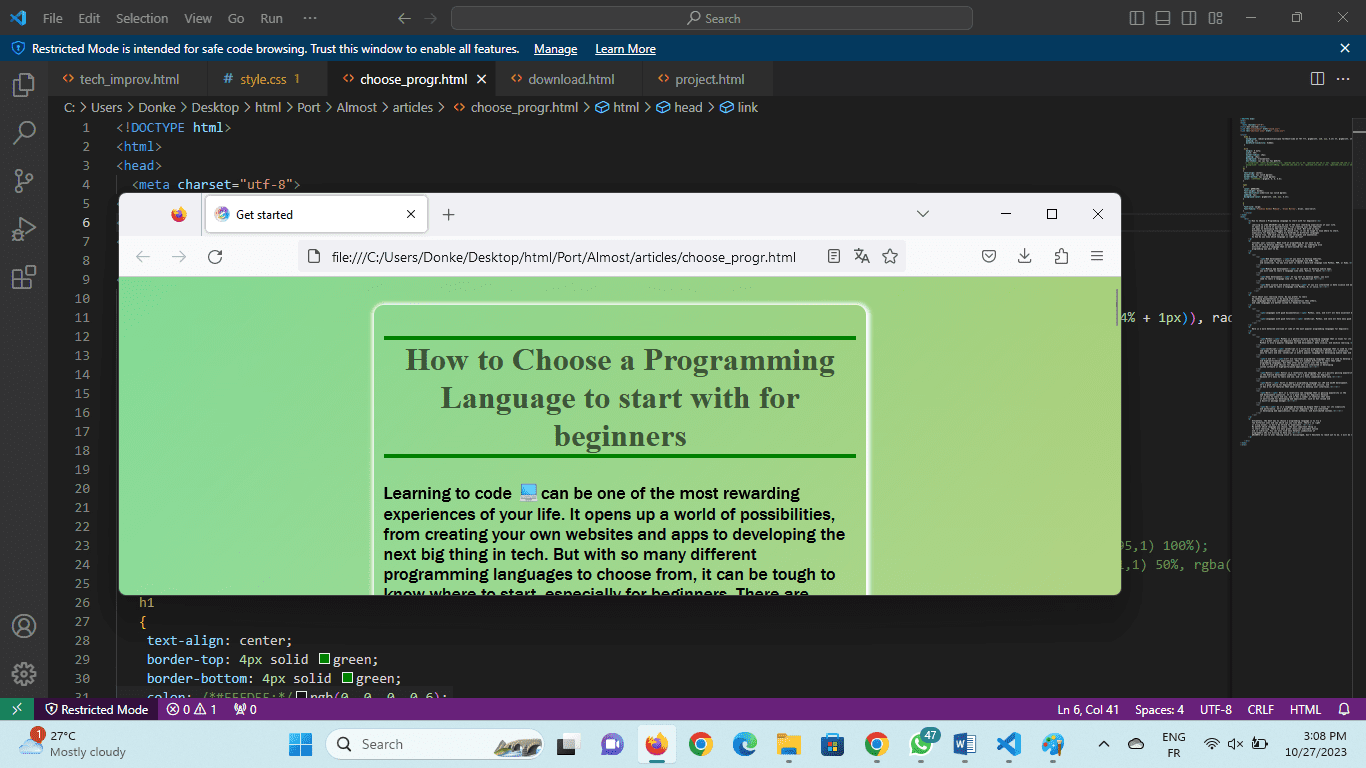 File Edit Selection View Go Run ··· Search
Restricted Mode is intended for safe code browsing. Trust this window to enable all features. Manage Learn More
tech_improv.html style.css 1 choose_progr.html download.html project.html
C: > Users > Donke > Desktop > html > Port > Almost > articles > choose_progr.html > html > head > link
1 <!DOCTYPE html>
2 <html>
3 <head>
4 <meta charset="utf-8">
5
6
7
8
9
10
11 4% + 1px)), rad
12
13
14
15
16
17
18
19
20
21
22
23 95,1) 100%);
24 ,1) 50%, rgba(
25
26 h1
27 {
28 text-align: center;
29 border-top: 4px solid green;
30 border-bottom: 4px solid green;
31 color: /*#EEEDEE;*/ rgb(0, 0, 0, 0.6);
Get started
file:///C:/Users/Donke/Desktop/html/Port/Almost/articles/choose_progr.html
How to Choose a Programming
Language to start with for
beginners
Learning to code 💻 can be one of the most rewarding
experiences of your life. It opens up a world of possibilities,
from creating your own websites and apps to developing the
next big thing in tech. But with so many different
programming languages to choose from, it can be tough to
know where to start, especially for beginners. There are
Restricted Mode 0 1 0 Ln 6, Col 41 Spaces: 4 UTF-8 CRLF HTML
1 27°C
Mostly cloudy
Search
47
ENG
FR
3:08 PM
10/27/2023